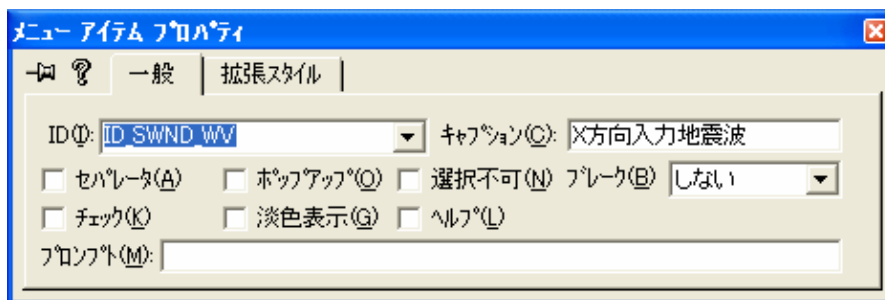 メニュー アイテム プロパティ
一般 拡張スタイル
ID(I): ID_SWND_WV キャプション(C): X方向入力地震波
セパレータ(A) ポップアップ(O) 選択不可(N) ブレーク(B) しない
チェック(K) 淡色表示(G) ヘルプ(L)
プロンプト(M):